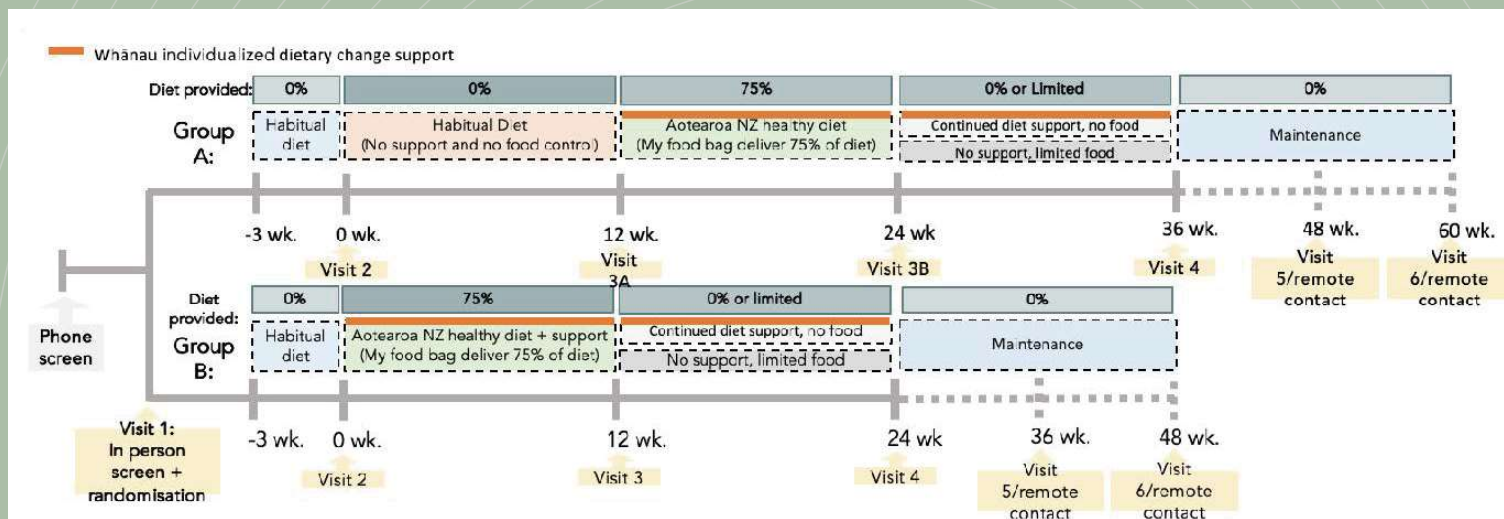 Whānau individualized dietary change support
Diet provided:
0%
0%
75%
0% or Limited
0%
Group
A:
Habitual
diet
Habitual Diet
(No support and no food control)
Aotearoa NZ healthy diet
(My food bag deliver 75% of diet)
Continued diet support, no food
No support, limited food
Maintenance
-3 wk.
0 wk.
12 wk.
24 wk
36 wk.
48 wk.
60 wk.
Visit 2
Visit
3A
Visit 3B
Visit 4
Visit
5/remote
contact
Visit
6/remote
contact
Phone
screen
Diet
provided:
0%
75%
0% or limited
0%
Group
B:
Habitual
diet
Aotearoa NZ healthy diet + support
(My food bag deliver 75% of diet)
Continued diet support, no food
No support, limited food
Maintenance
Visit 1:
In person
screen +
randomisation
-3 wk.
0 wk.
12 wk.
24 wk
36 wk.
48 wk.
Visit 2
Visit 3
Visit 4
Visit
5/remote
contact
Visit
6/remote
contact